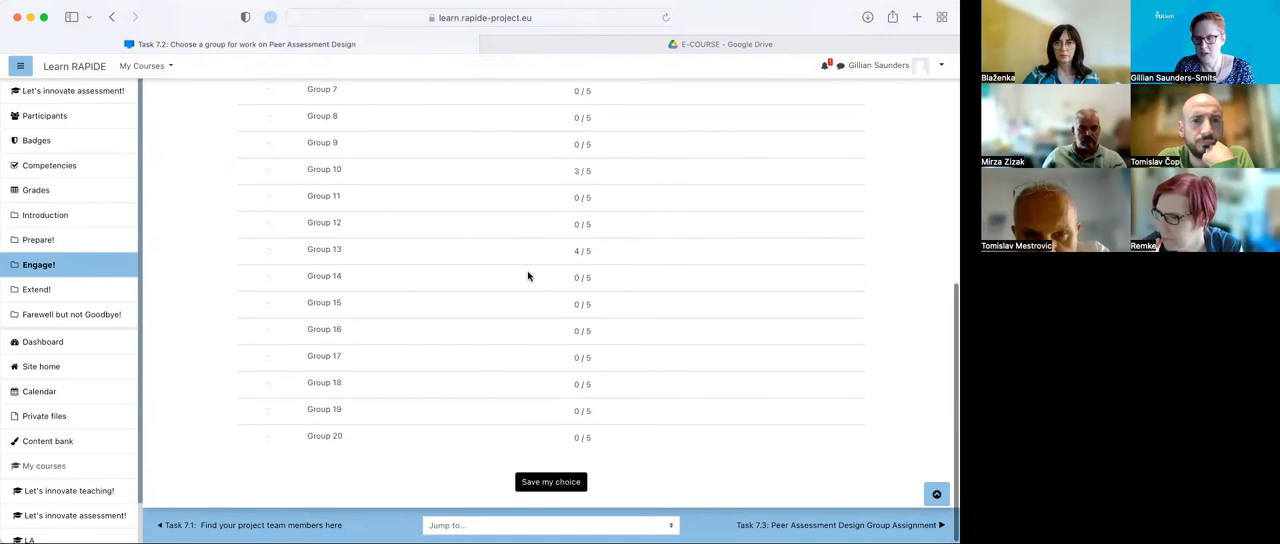 learn.rapide-project.eu
Task 7.2: Choose a group for work on Peer Assessment Design
E-COURSE - Google Drive
Learn RAPIDE
My Courses
1
Gillian Saunders
Let's innovate assessment!
Participants
Badges
Competencies
Grades
Introduction
Prepare!
Engage!
Extend!
Farewell but not Goodbye!
Dashboard
Site home
Calendar
Private files
Content bank
My courses
Let's innovate teaching!
Let's innovate assessment!
LA
Group 7 0 / 5
Group 8 0 / 5
Group 9 0 / 5
Group 10 3 / 5
Group 11 0 / 5
Group 12 0 / 5
Group 13 4 / 5
Group 14 0 / 5
Group 15 0 / 5
Group 16 0 / 5
Group 17 0 / 5
Group 18 0 / 5
Group 19 0 / 5
Group 20 0 / 5
Save my choice
Task 7.1: Find your project team members here
Jump to...
Task 7.3: Peer Assessment Design Group Assignment
Blaženka
TUDelft
Gillian Saunders-Smits
Mirza Zizak
Tomislav Čop
Tomislav Mestrovic
Remke